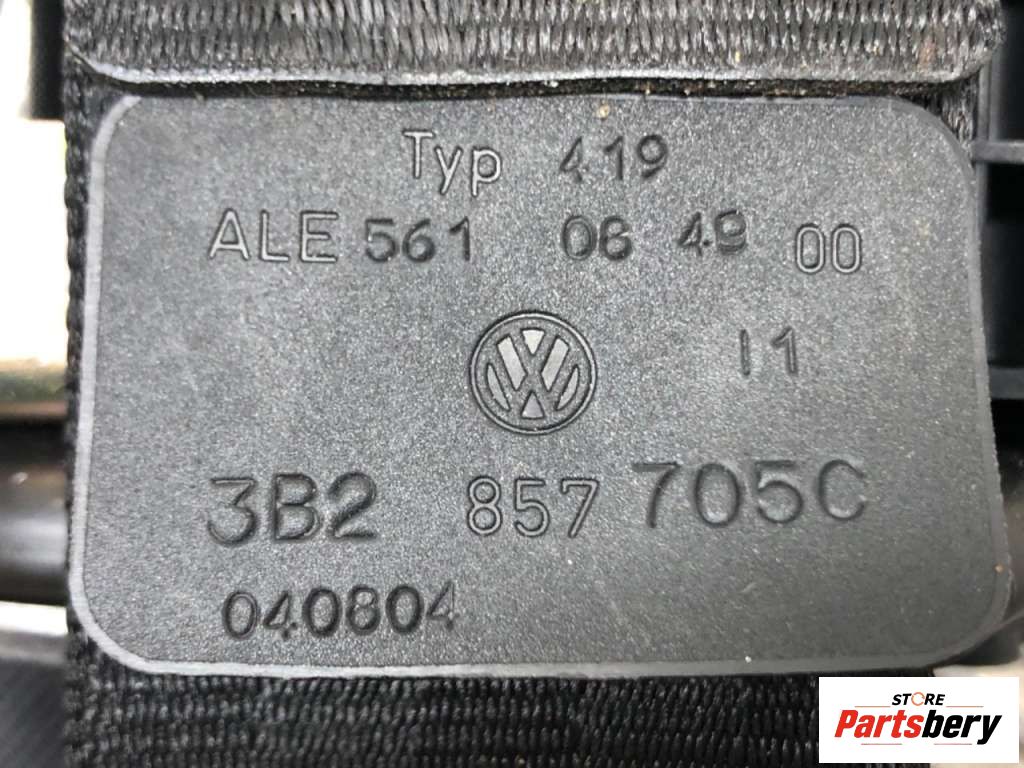 Typ 419
ALE 561 06 49 00
11
3B2 857 705C
040804
STORE
Partsbery